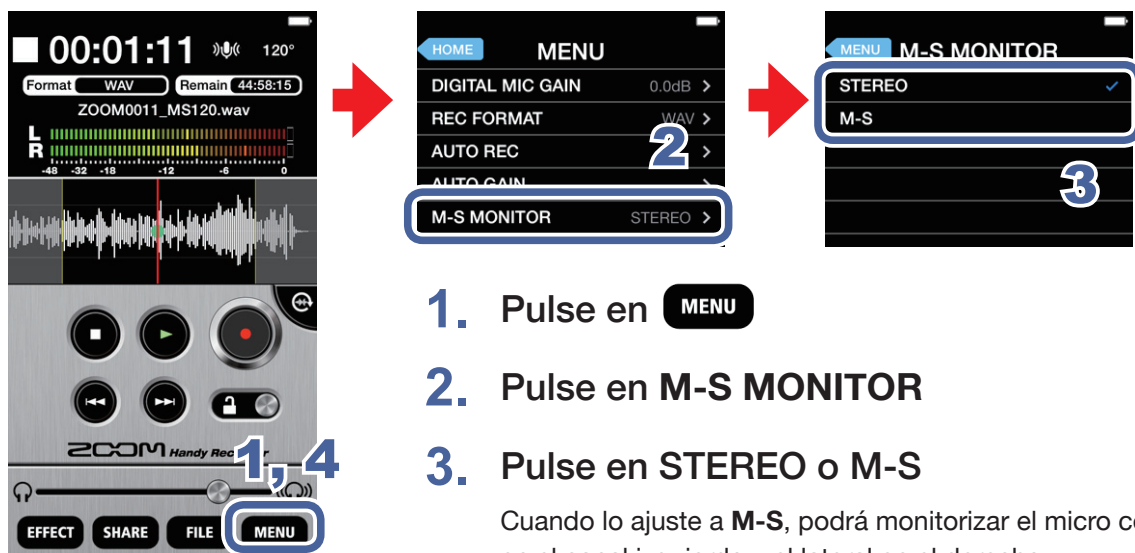 00:01:11 120°
Format WAV Remain 44:58:15
ZOOM0011_MS120.wav
L
R
-48 -32 -18 -12 -6 0
ZOOM Handy
1, 4
EFFECT SHARE FILE MENU
HOME MENU
DIGITAL MIC GAIN 0.0dB >
REC FORMAT WAV >
AUTO REC >
AUTO GAIN >
M-S MONITOR STEREO >
2
MENU M-S MONITOR
STEREO ✓
M-S
3
1. Pulse en MENU
2. Pulse en M-S MONITOR
3. Pulse en STEREO o M-S
Cuando lo ajuste a M-S, podrá monitorizar el micro